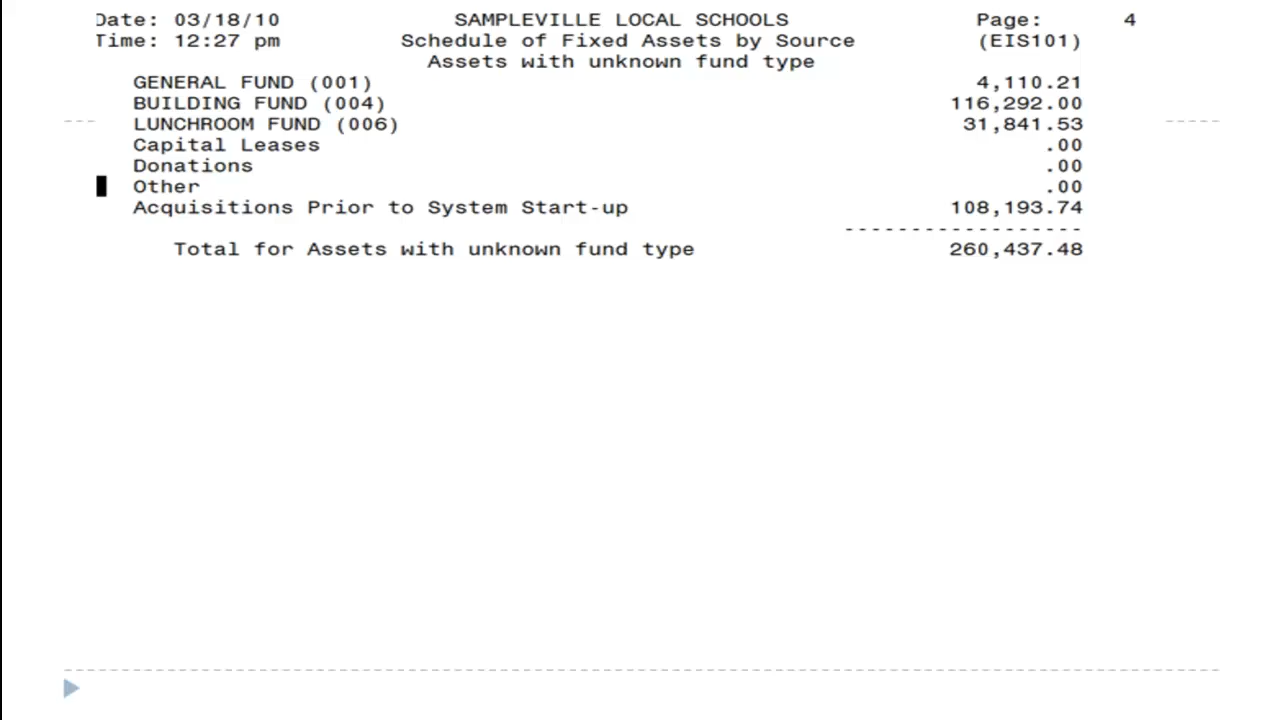 Date: 03/18/10 SAMPLEVILLE LOCAL SCHOOLS Page: 4
Time: 12:27 pm Schedule of Fixed Assets by Source (EIS101)
Assets with unknown fund type
GENERAL FUND (001) 4,110.21
BUILDING FUND (004) 116,292.00
LUNCHROOM FUND (006) 31,841.53
Capital Leases .00
Donations .00
Other .00
Acquisitions Prior to System Start-up 108,193.74
------------------
Total for Assets with unknown fund type 260,437.48